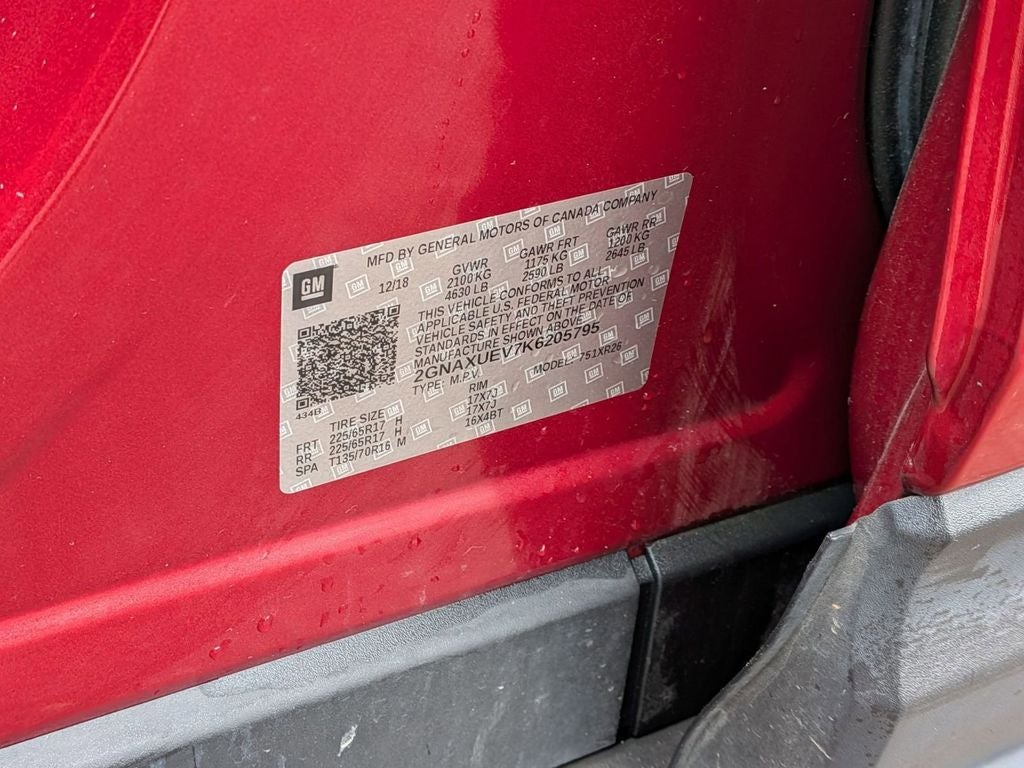 MFD BY GENERAL MOTORS OF CANADA COMPANY
GM
12/18 GVWR GAWR FRT GAWR RR
2100 KG 1175 KG 1200 KG
4630 LB 2590 LB 2645 LB
THIS VEHICLE CONFORMS TO ALL
APPLICABLE U.S. FEDERAL MOTOR
VEHICLE SAFETY AND THEFT PREVENTION
STANDARDS IN EFFECT ON THE DATE OF
MANUFACTURE SHOWN ABOVE.
2GNAXUEV7K6205795
TYPE: M.P.V. MODEL: 751XR26
434B
TIRE SIZE RIM
FRT 225/65R17 H 17X7J
RR 225/65R17 H 17X7J
SPA T135/70R16 M 16X4BT